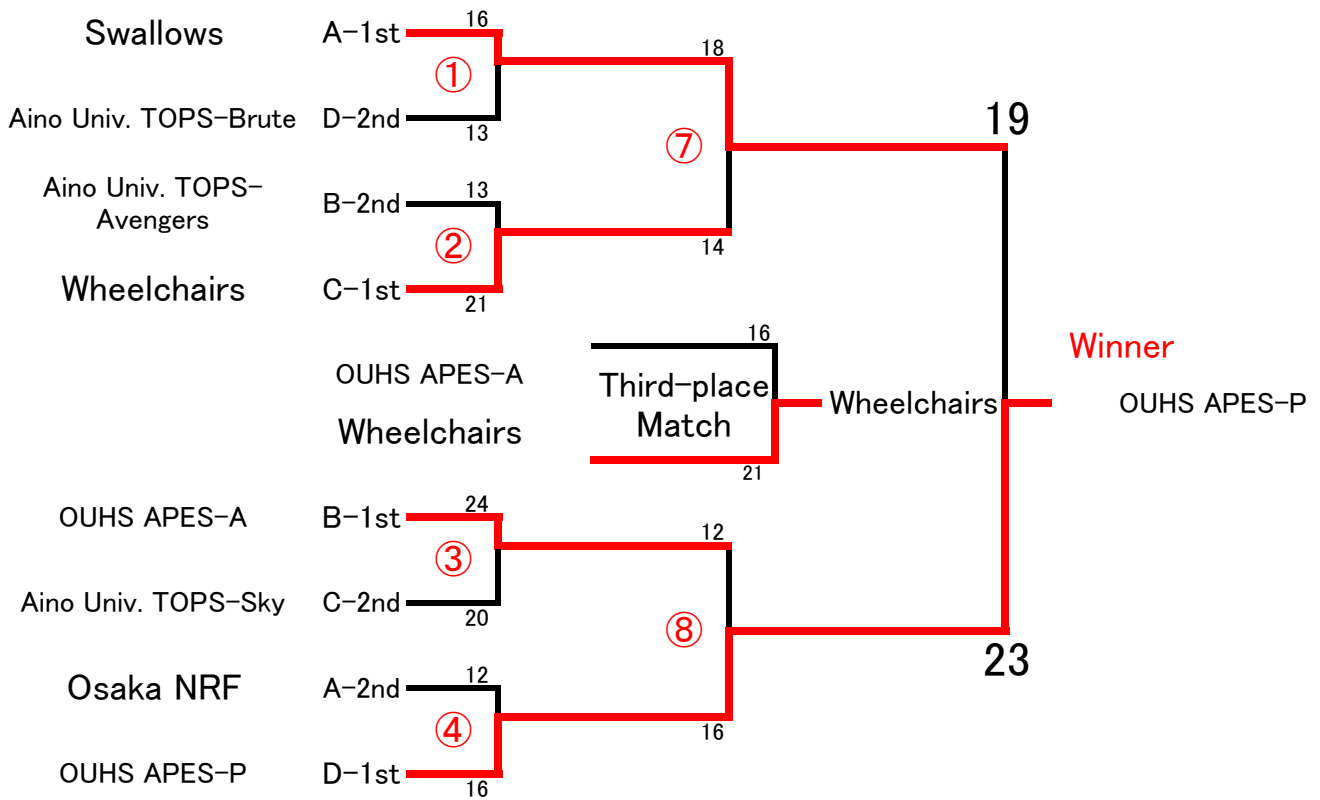 Swallows A-1st 16
18
①
Aino Univ. TOPS-Brute D-2nd 13
19
⑦
Aino Univ. TOPS-
Avengers
B-2nd 13
②
14
Wheelchairs C-1st 21
16
Winner
OUHS APES-A
Third-place
Match
Wheelchairs
OUHS APES-P
Wheelchairs
21
OUHS APES-A B-1st 24
12
③
Aino Univ. TOPS-Sky C-2nd 20
⑧
23
Osaka NRF A-2nd 12
④
16
OUHS APES-P D-1st 16